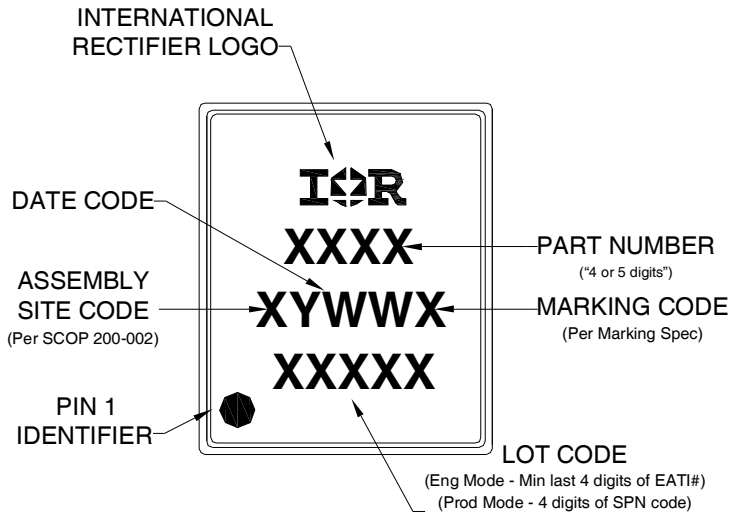 INTERNATIONAL
RECTIFIER LOGO
IOR
DATE CODE
XXXX
PART NUMBER
(“4 or 5 digits”)
ASSEMBLY
SITE CODE
(Per SCOP 200-002)
XYWWX
MARKING CODE
(Per Marking Spec)
XXXXX
PIN 1
IDENTIFIER
LOT CODE
(Eng Mode - Min last 4 digits of EATI#)
(Prod Mode - 4 digits of SPN code)